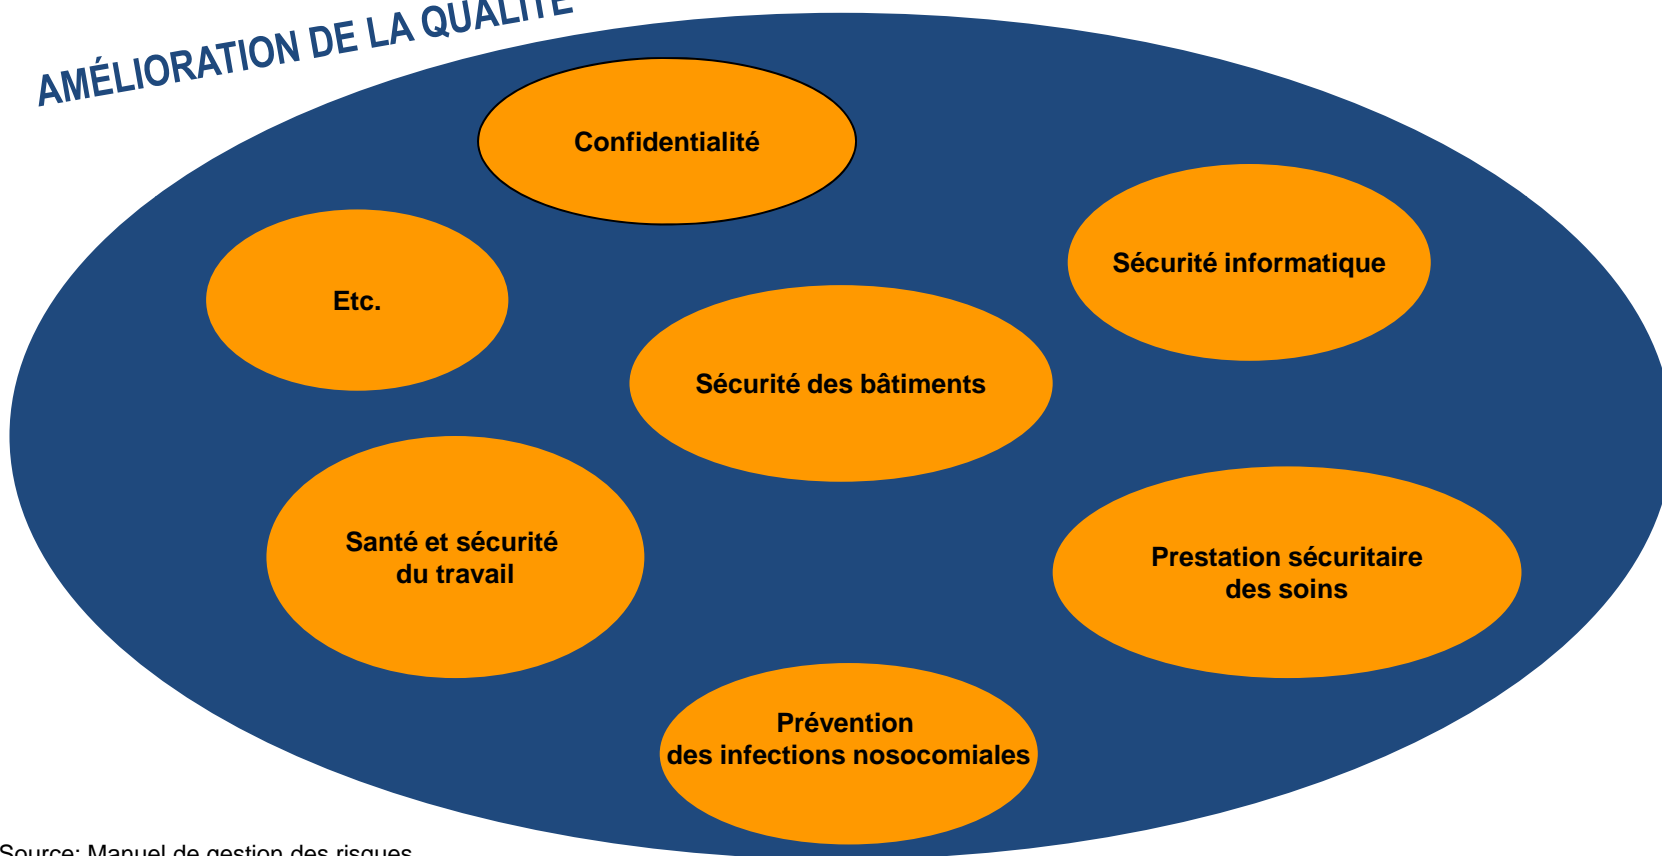 AMÉLIORATION DE LA QUALITÉ
Confidentialité
Sécurité informatique
Etc.
Sécurité des bâtiments
Santé et sécurité
du travail
Prestation sécuritaire
des soins
Prévention
des infections nosocomiales
Source: Manuel de gestion des risques